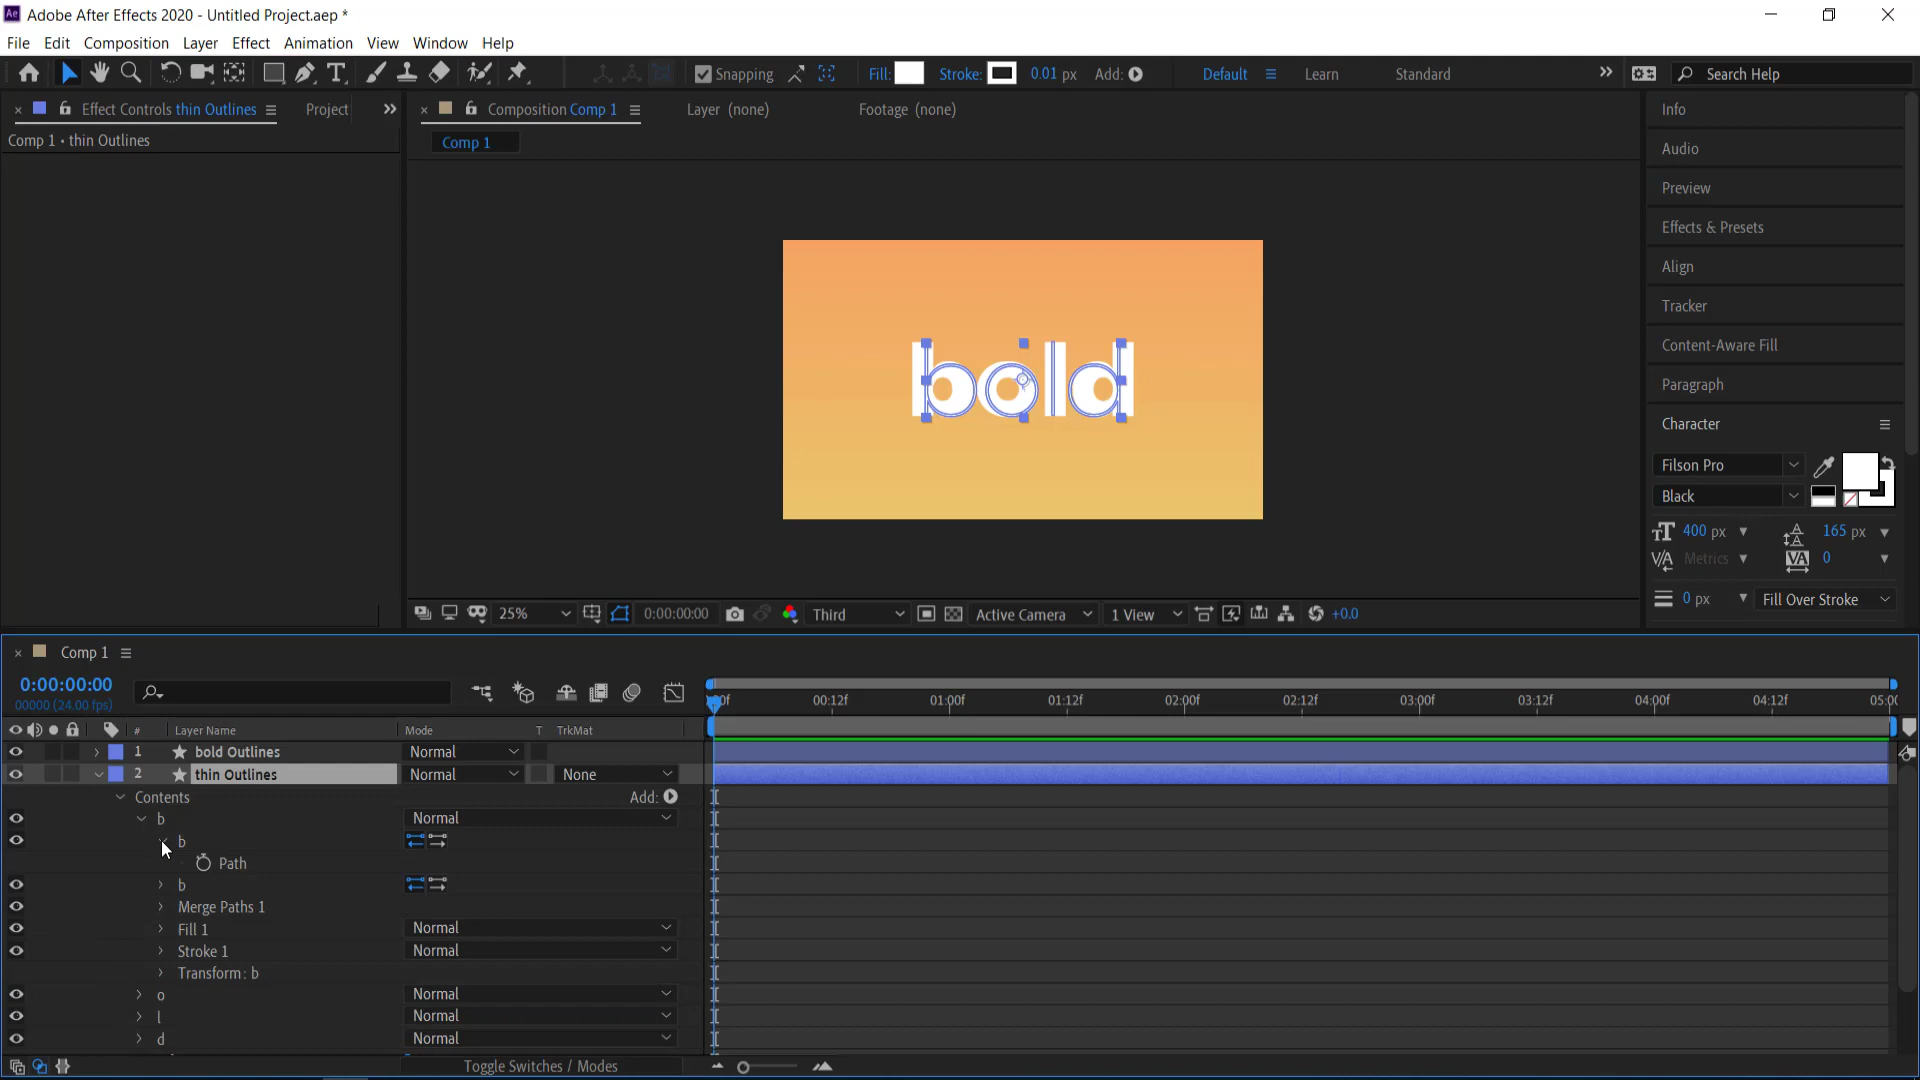 Adobe After Effects 2020 - Untitled Project.aep *
File Edit Composition Layer Effect Animation View Window Help
Snapping Fill: Stroke: 0.01 px Add: Default Learn Standard Search Help
Effect Controls thin Outlines Project
Composition Comp 1 Layer (none) Footage (none)
Comp 1 • thin Outlines
Comp 1
bold
Info
Audio
Preview
Effects & Presets
Align
Tracker
Content-Aware Fill
Paragraph
Character
Filson Pro
Black
400 px 165 px
Metrics 0
0 px Fill Over Stroke
25% 0:00:00:00 Third Active Camera 1 View +0.0
Comp 1
0:00:00:00
00000 (24.00 fps)
00:12f 01:00f 01:12f 02:00f 02:12f 03:00f 03:12f 04:00f 04:12f
# Layer Name Mode T TrkMat
1 bold Outlines Normal
2 thin Outlines Normal None
Contents Add:
b Normal
b
Path
b
Merge Paths 1
Fill 1 Normal
Stroke 1 Normal
Transform: b
o Normal
l Normal
d Normal
Toggle Switches / Modes